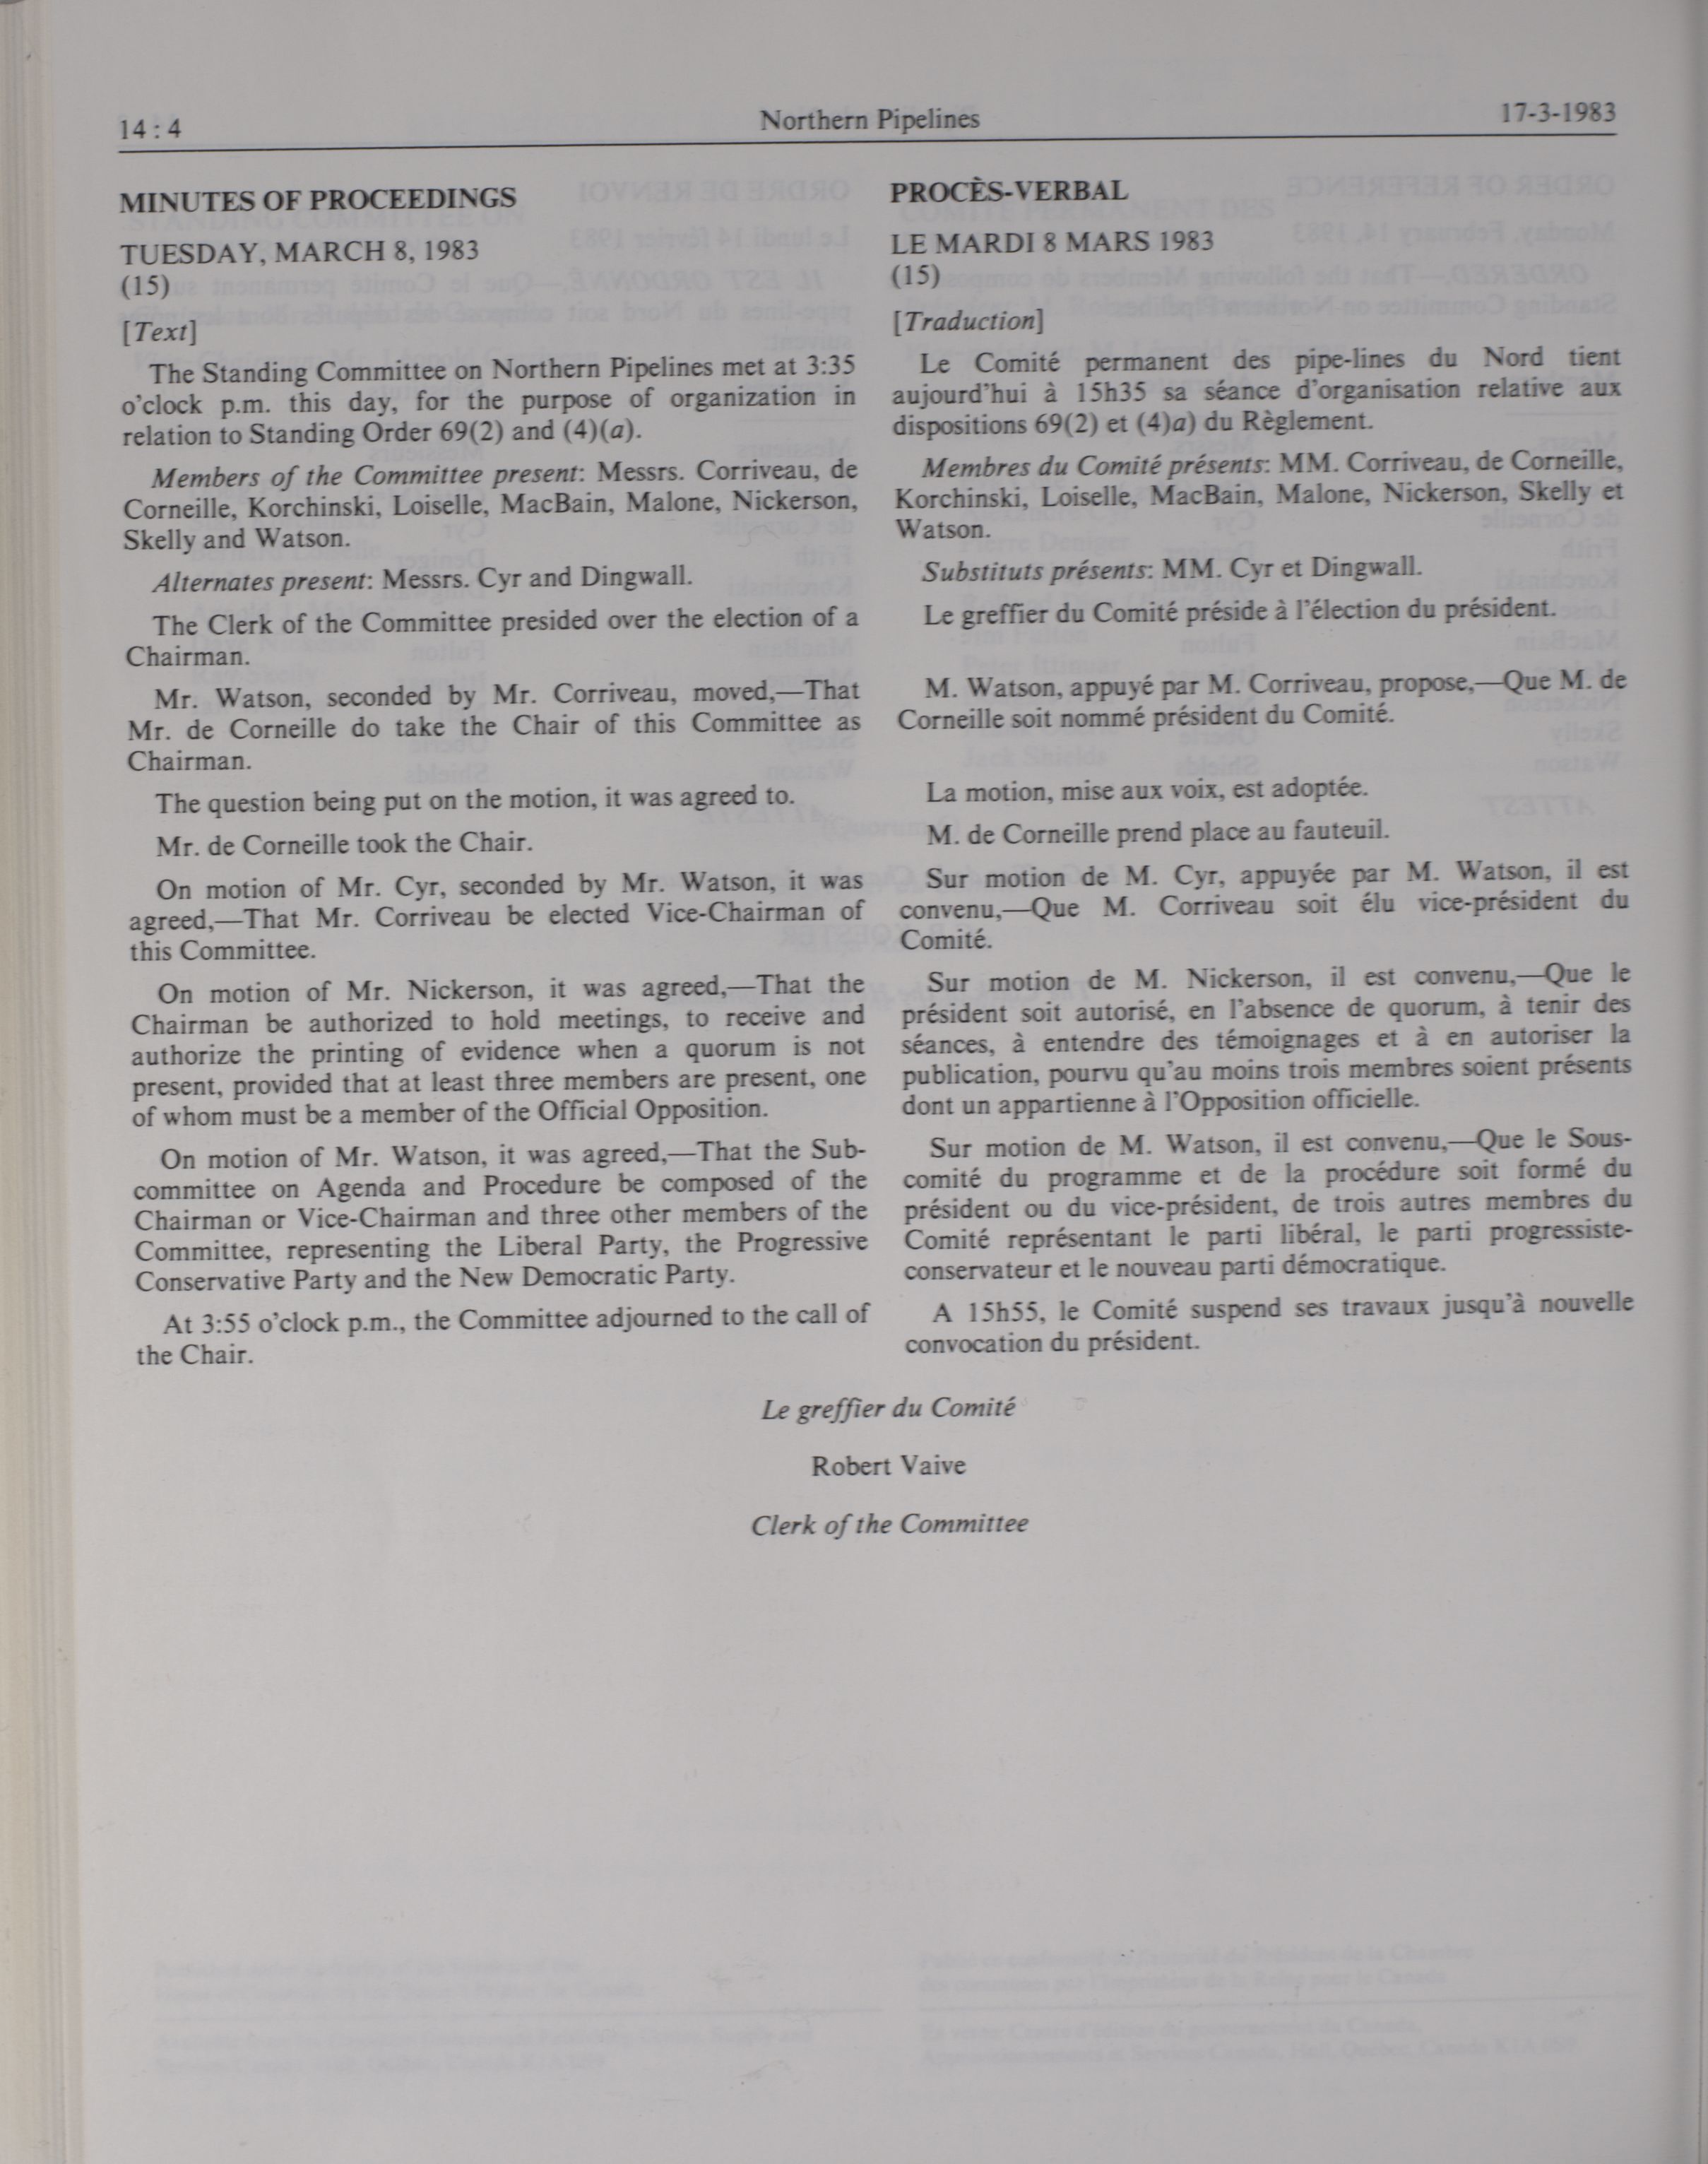 14 : 4
Northern Pipelines
17-3-1983
MINUTES OF PROCEEDINGS
TUESDAY, MARCH 8, 1983
(15)
[Text]
The Standing Committee on Northern Pipelines met at 3:35
o'clock p.m. this day, for the purpose of organization in
relation to Standing Order 69(2) and (4)(a).
Members of the Committee present: Messrs. Corriveau, de
Corneille, Korchinski, Loiselle, MacBain, Malone, Nickerson,
Skelly and Watson.
Alternates present: Messrs. Cyr and Dingwall.
The Clerk of the Committee presided over the election of a
Chairman.
Mr. Watson, seconded by Mr. Corriveau, moved,—That
Mr. de Corneille do take the Chair of this Committee as
Chairman.
The question being put on the motion, it was agreed to.
Mr. de Corneille took the Chair.
On motion of Mr. Cyr, seconded by Mr. Watson, it was
agreed,—That Mr. Corriveau be elected Vice-Chairman of
this Committee.
On motion of Mr. Nickerson, it was agreed,—That the
Chairman be authorized to hold meetings, to receive and
authorize the printing of evidence when a quorum is not
present, provided that at least three members are present, one
of whom must be a member of the Official Opposition.
On motion of Mr. Watson, it was agreed,—That the Sub-
committee on Agenda and Procedure be composed of the
Chairman or Vice-Chairman and three other members of the
Committee, representing the Liberal Party, the Progressive
Conservative Party and the New Democratic Party.
At 3:55 o'clock p.m., the Committee adjourned to the call of
the Chair.
PROCÈS-VERBAL
LE MARDI 8 MARS 1983
(15)
[Traduction]
Le Comité permanent des pipe-lines du Nord tient
aujourd'hui à 15h35 sa séance d'organisation relative aux
dispositions 69(2) et (4)a) du Règlement.
Membres du Comité présents: MM. Corriveau, de Corneille,
Korchinski, Loiselle, MacBain, Malone, Nickerson, Skelly et
Watson.
Substituts présents: MM. Cyr et Dingwall.
Le greffier du Comité préside à l'élection du président.
M. Watson, appuyé par M. Corriveau, propose,—Que M. de
Corneille soit nommé président du Comité.
La motion, mise aux voix, est adoptée.
M. de Corneille prend place au fauteuil.
Sur motion de M. Cyr, appuyée par M. Watson, il est
convenu,—Que M. Corriveau soit élu vice-président du
Comité.
Sur motion de M. Nickerson, il est convenu,—Que le
président soit autorisé, en l'absence de quorum, à tenir des
séances, à entendre des témoignages et à en autoriser la
publication, pourvu qu'au moins trois membres soient présents
dont un appartienne à l'Opposition officielle.
Sur motion de M. Watson, il est convenu,—Que le Sous-
comité du programme et de la procédure soit formé du
président ou du vice-président, de trois autres membres du
Comité représentant le parti libéral, le parti progressiste-
conservateur et le nouveau parti démocratique.
A 15h55, le Comité suspend ses travaux jusqu'à nouvelle
convocation du président.
Le greffier du Comité
Robert Vaive
Clerk of the Committee